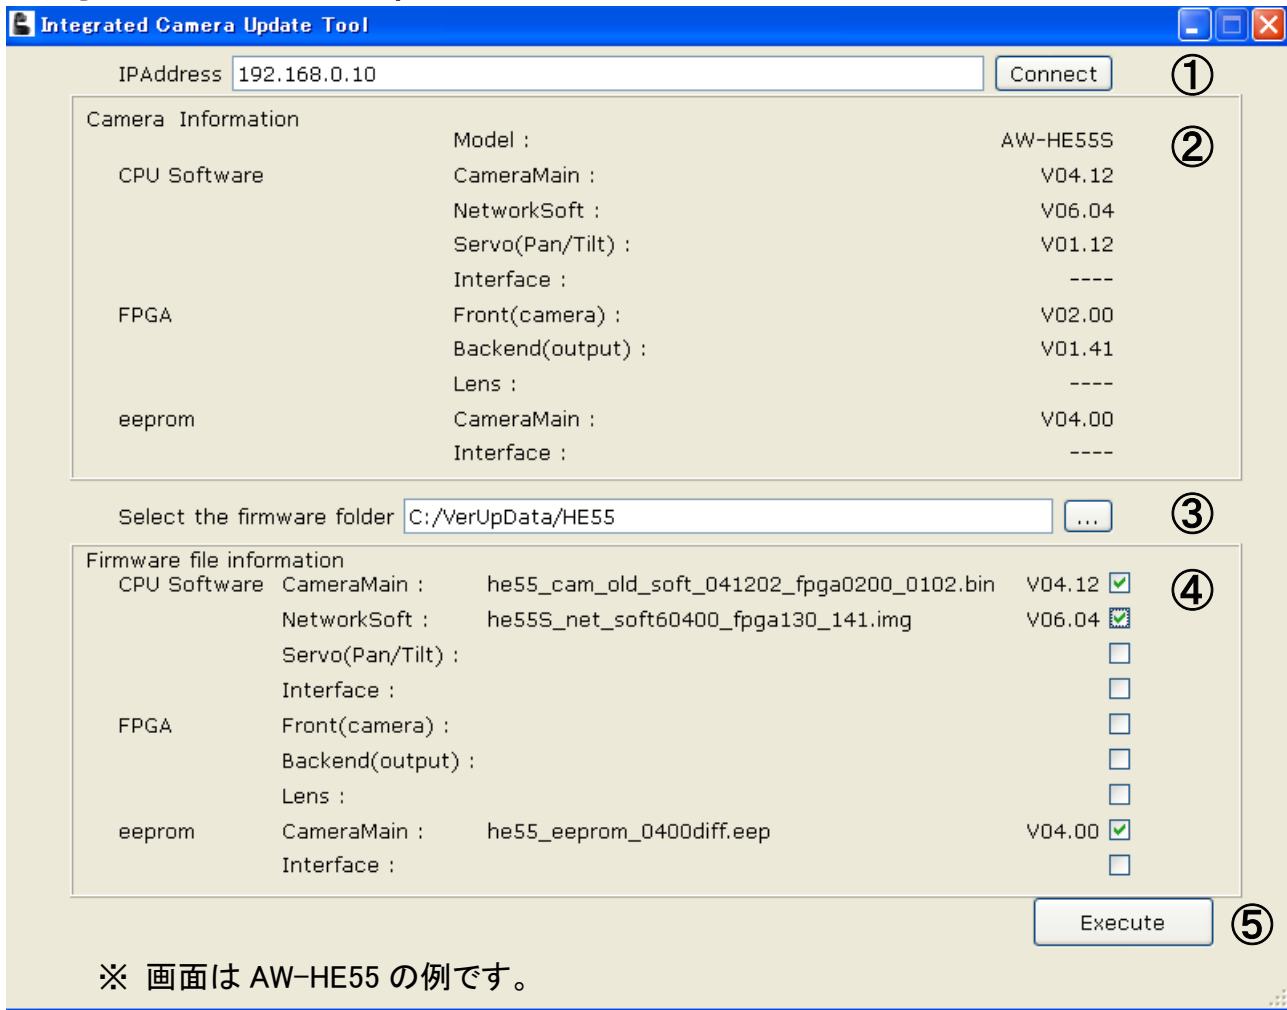 Integrated Camera Update Tool
IPAddress 192.168.0.10 Connect ①
Camera Information
Model : AW-HE55S ②
CPU Software CameraMain : V04.12
NetworkSoft : V06.04
Servo(Pan/Tilt) : V01.12
Interface : ----
FPGA Front(camera) : V02.00
Backend(output) : V01.41
Lens : ----
eeprom CameraMain : V04.00
Interface : ----
Select the firmware folder C:/VerUpData/HE55 ... ③
Firmware file information
CPU Software CameraMain : he55_cam_old_soft_041202_fpga0200_0102.bin V04.12 ④
NetworkSoft : he55S_net_soft60400_fpga130_141.img V06.04
Servo(Pan/Tilt) :
Interface :
FPGA Front(camera) :
Backend(output) :
Lens :
eeprom CameraMain : he55_eeprom_0400diff.eep V04.00
Interface :
Execute ⑤
※ 画面は AW-HE55 の例です。